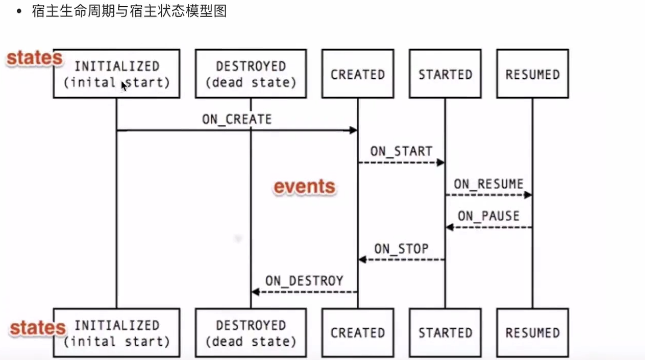 宿主生命周期与宿主状态模型图
states
INITIALIZED
(inital start)
DESTROYED
(dead state)
CREATED
STARTED
RESUMED
ON_CREATE
ON_START
events
ON_RESUME
ON_PAUSE
ON_STOP
ON_DESTROY
states
INITIALIZED
(inital start)
DESTROYED
(dead state)
CREATED
STARTED
RESUMED